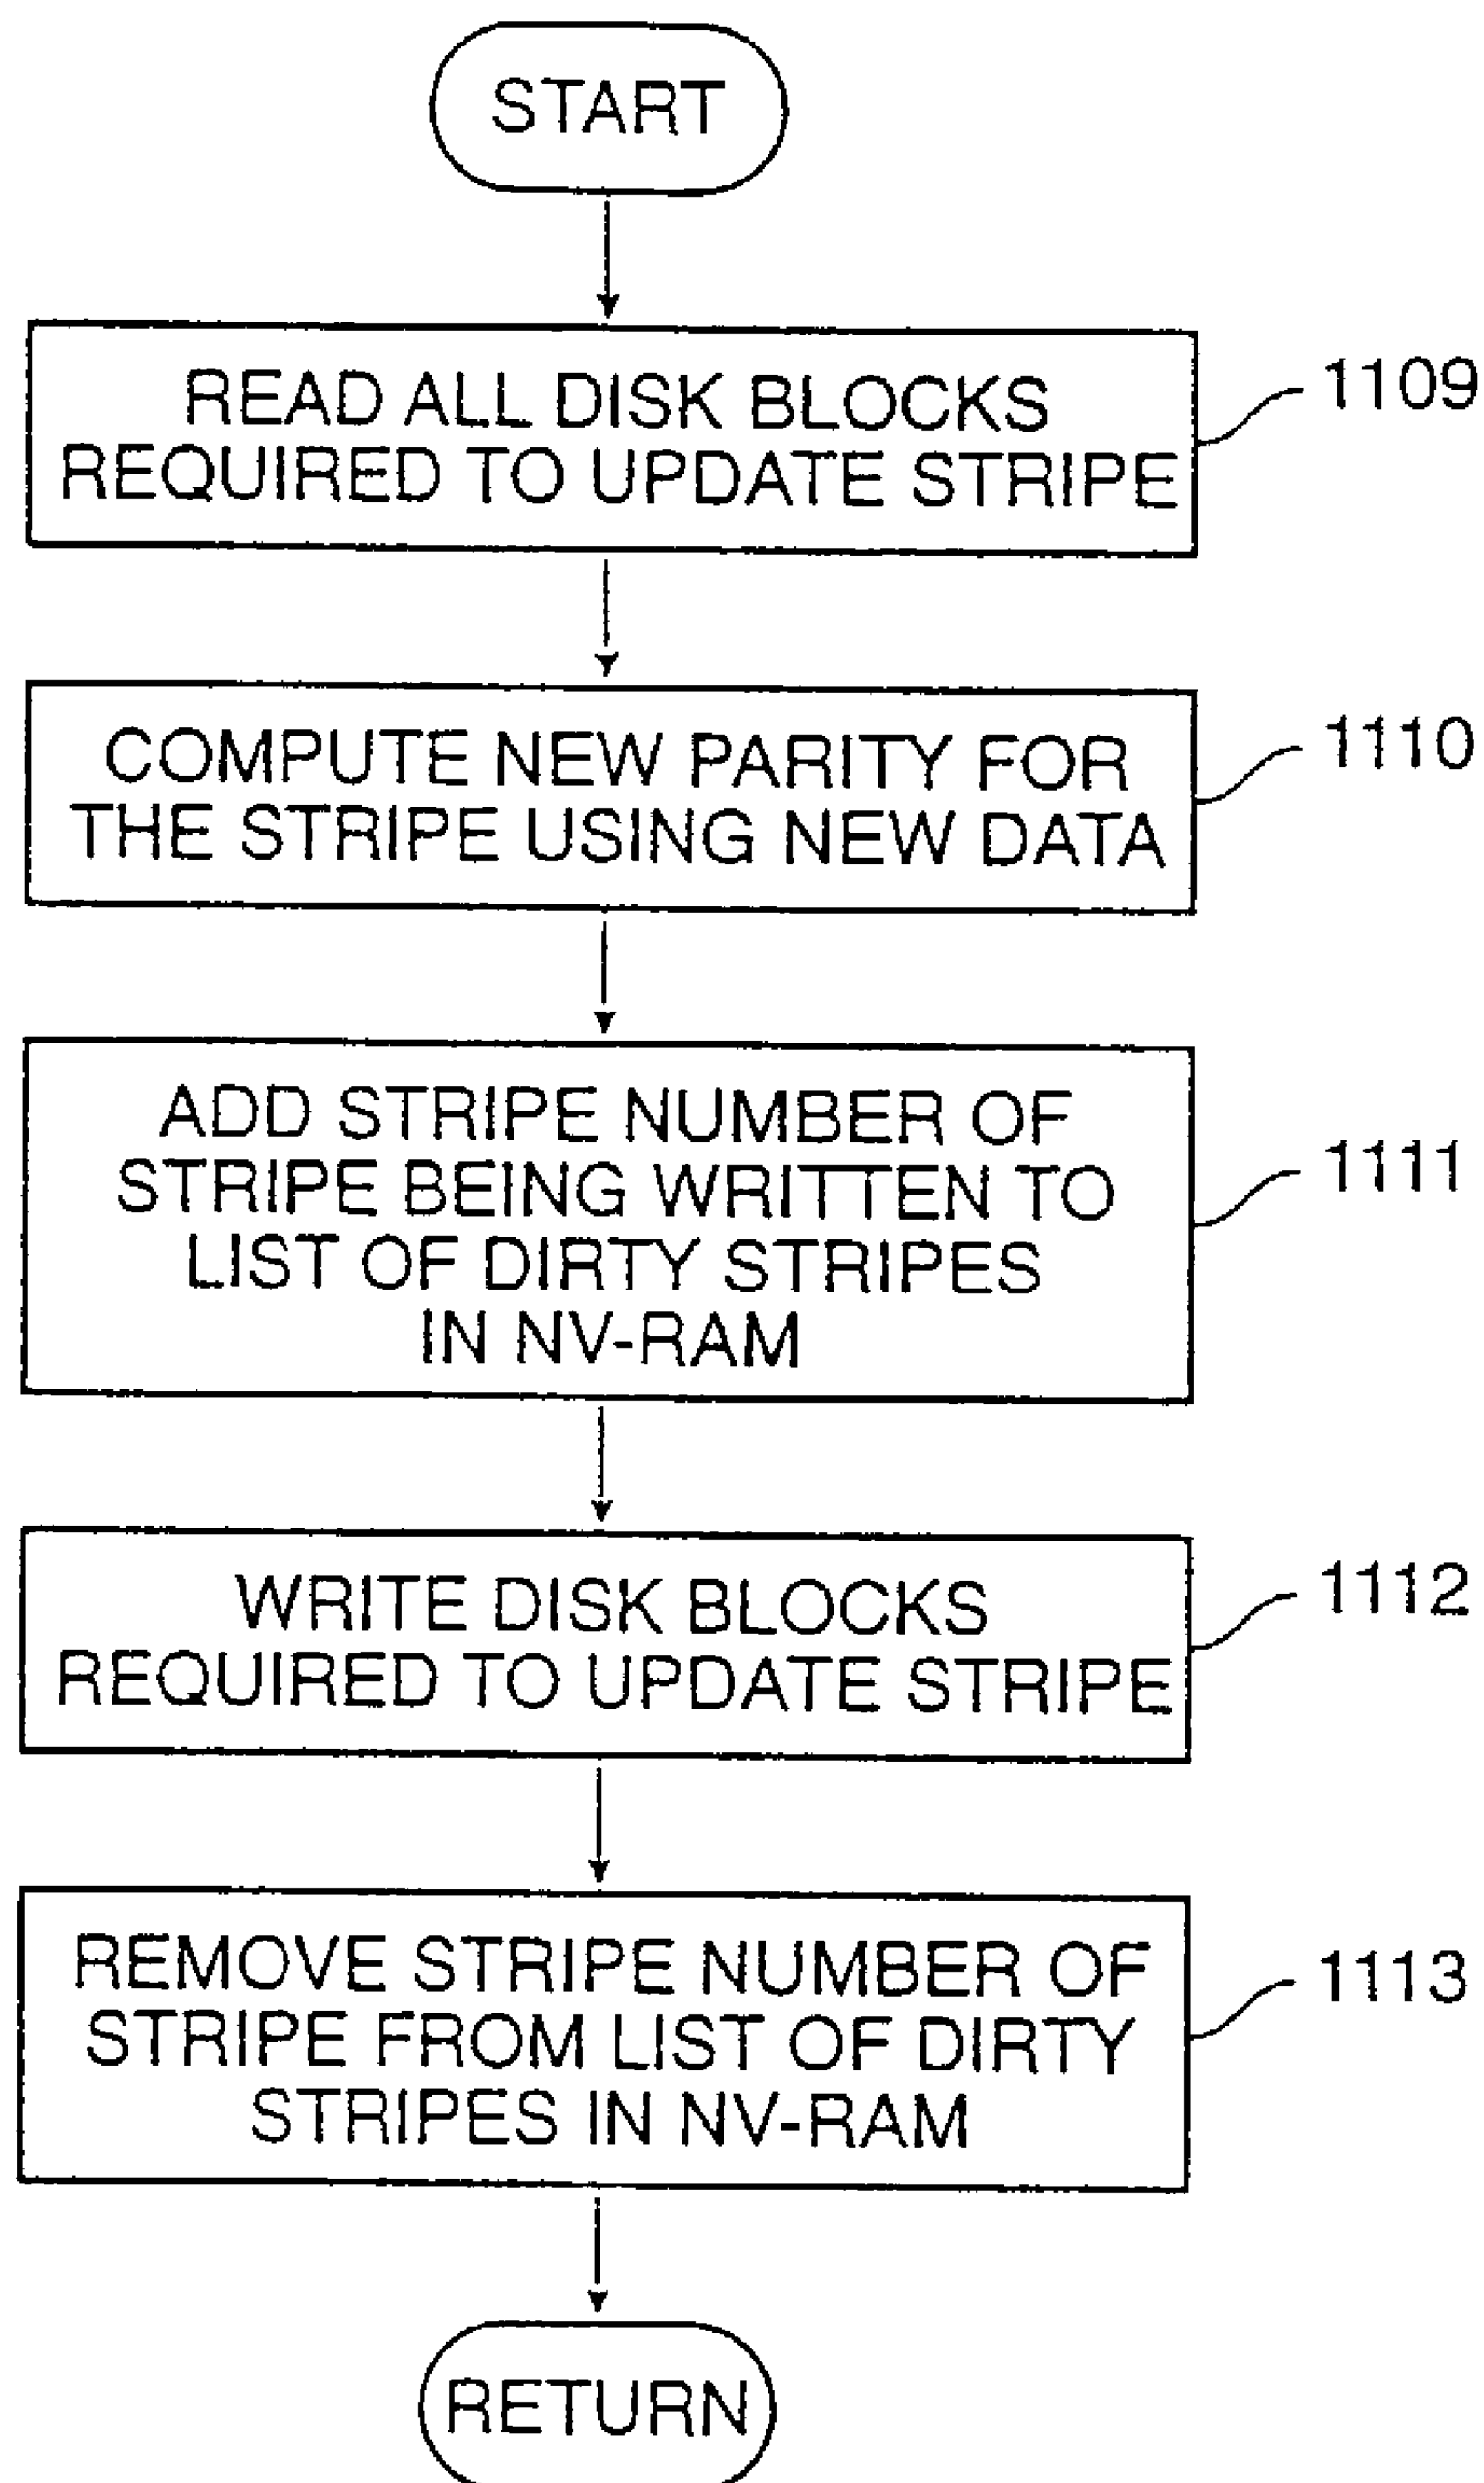 START
READ ALL DISK BLOCKS
REQUIRED TO UPDATE STRIPE
1109
COMPUTE NEW PARITY FOR
THE STRIPE USING NEW DATA
1110
ADD STRIPE NUMBER OF
STRIPE BEING WRITTEN TO
LIST OF DIRTY STRIPES
IN NV-RAM
1111
WRITE DISK BLOCKS
REQUIRED TO UPDATE STRIPE
1112
REMOVE STRIPE NUMBER OF
STRIPE FROM LIST OF DIRTY
STRIPES IN NV-RAM
1113
RETURN